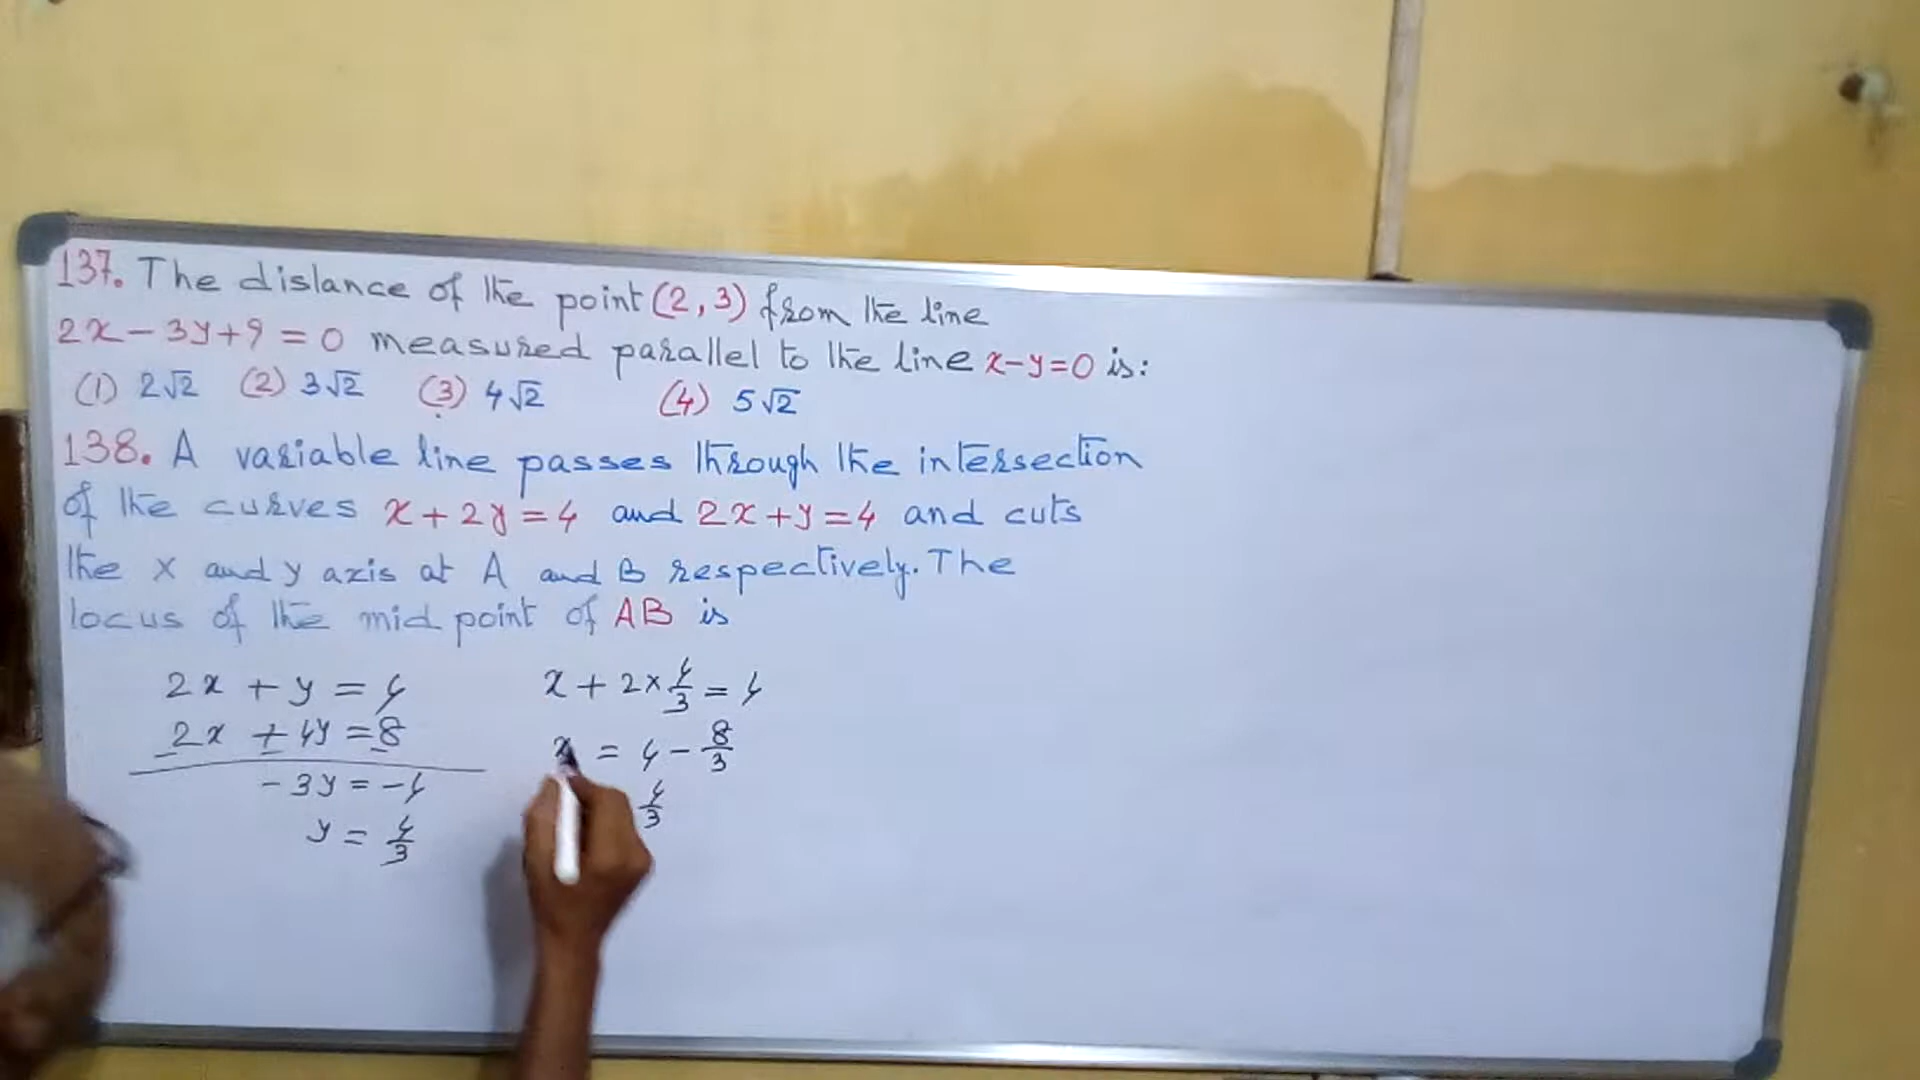 137. The distance of the point (2,3) from the line
2x-3y+9=0 measured parallel to the line x-y=0 is:
(1) 2√2 (2) 3√2 (3) 4√2 (4) 5√2
138. A variable line passes through the intersection
of the curves x+2y=4 and 2x+y=4 and cuts
the x and y axis at A and B respectively. The
locus of the mid point of AB is
2x + y = 4
2x + 4y = 8
-3y = -4
y = 4/3
x + 2 × 4/3 = 4
x = 4 - 8/3
4/3